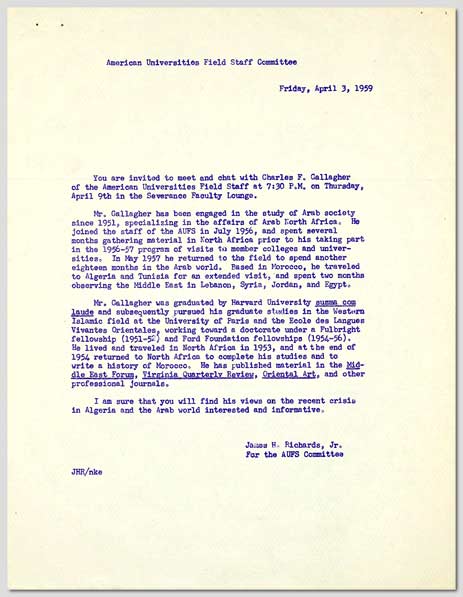 American Universities Field Staff Committee
Friday, April 3, 1959
You are invited to meet and chat with Charles F. Gallagher
of the American Universities Field Staff at 7:30 P.M. on Thursday,
April 9th in the Severance Faculty Lounge.
Mr. Gallagher has been engaged in the study of Arab society
since 1951, specializing in the affairs of Arab North Africa. He
joined the staff of the AUFS in July 1956, and spent several
months gathering material in North Africa prior to his taking part
in the 1956-57 program of visits to member colleges and univer-
sities. In May 1957 he returned to the field to spend another
eighteen months in the Arab world. Based in Morocco, he traveled
to Algeria and Tunisia for an extended visit, and spent two months
observing the Middle East in Lebanon, Syria, Jordan, and Egypt.
Mr. Gallagher was graduated by Harvard University summa com
laude and subsequently pursued his graduate studies in the Western
Islamic field at the University of Paris and the Ecole des Langues
Vivantes Orientales, working toward a doctorate under a Fulbright
fellowship (1951-52) and Ford Foundation fellowships (1954-56).
He lived and traveled in North Africa in 1953, and at the end of
1954 returned to North Africa to complete his studies and to
write a history of Morocco. He has published material in the Mid-
dle East Forum, Virginia Quarterly Review, Oriental Art, and other
professional journals.
I am sure that you will find his views on the recent crisis
in Algeria and the Arab world interested and informative.
James H. Richards, Jr.
For the AUFS Committee
JHR/nke